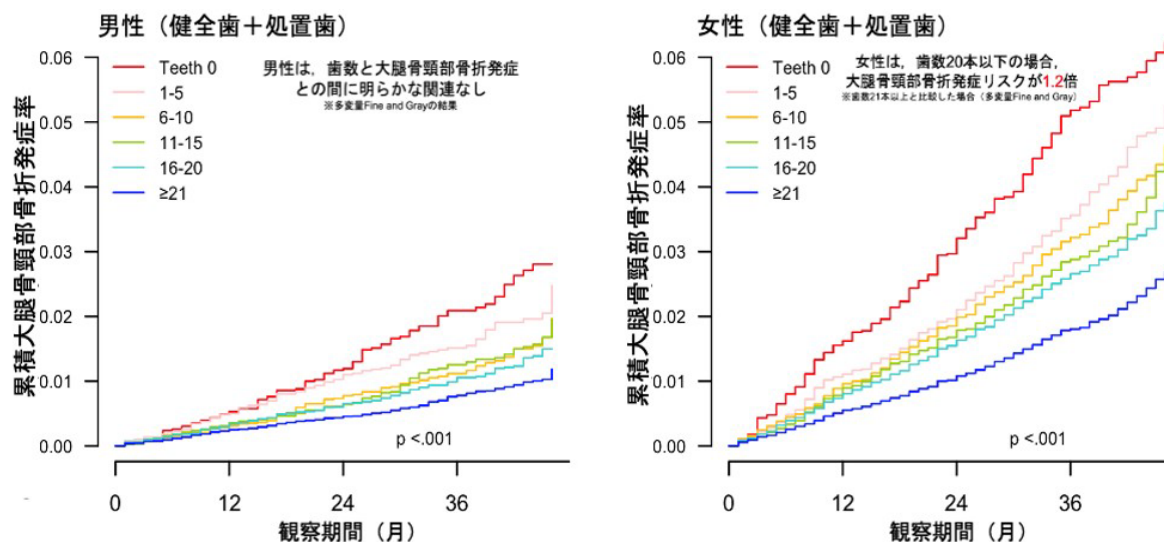 男性（健全歯＋処置歯）
累積大腿骨頸部骨折発症率
0.06
0.05
0.04
0.03
0.02
0.01
0.00
Teeth 0
1-5
6-10
11-15
16-20
≥21
男性は，歯数と大腿骨頸部骨折発症
との間に明らかな関連なし
※多変量Fine and Grayの結果
p <.001
0
12
24
36
観察期間（月）
女性（健全歯＋処置歯）
累積大腿骨頸部骨折発症率
0.06
0.05
0.04
0.03
0.02
0.01
0.00
Teeth 0
1-5
6-10
11-15
16-20
≥21
女性は，歯数20本以下の場合，
大腿骨頸部骨折発症リスクが1.2倍
※歯数21本以上と比較した場合（多変量Fine and Gray）
p <.001
0
12
24
36
観察期間（月）